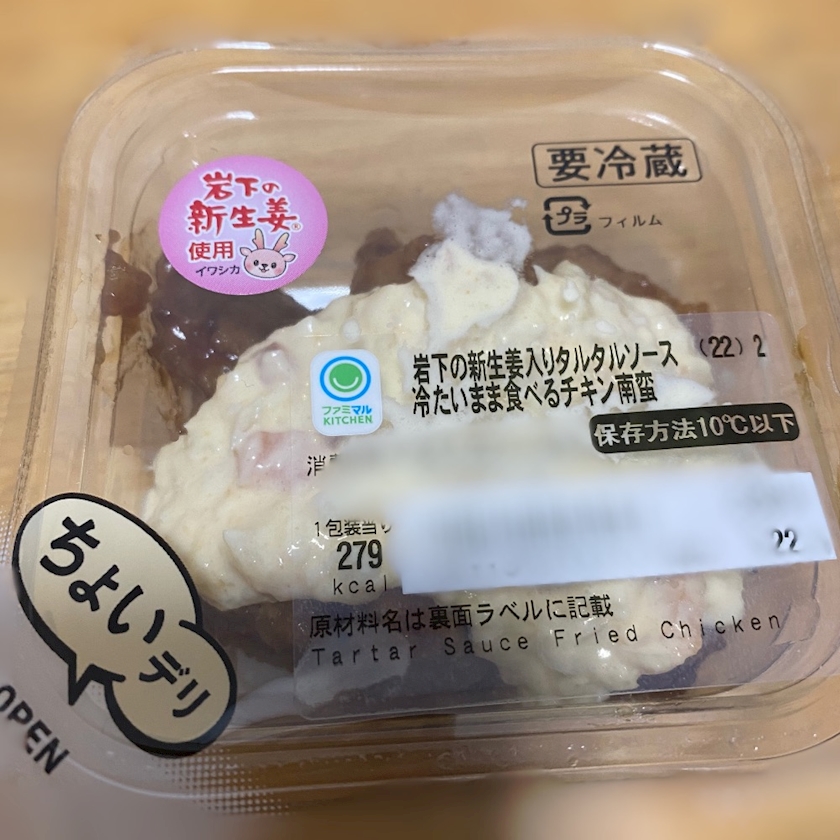 要冷蔵
プラ フィルム
岩下の
新生姜®
使用
イワシカ
岩下の新生姜入りタルタルソース
冷たいまま食べるチキン南蛮
(22) 2
ファミマル
KITCHEN
保存方法10℃以下
消
1包装当り
279
kcal
22
原材料名は裏面ラベルに記載
Tartar Sauce Fried Chicken
ちょい
デリ
OPEN